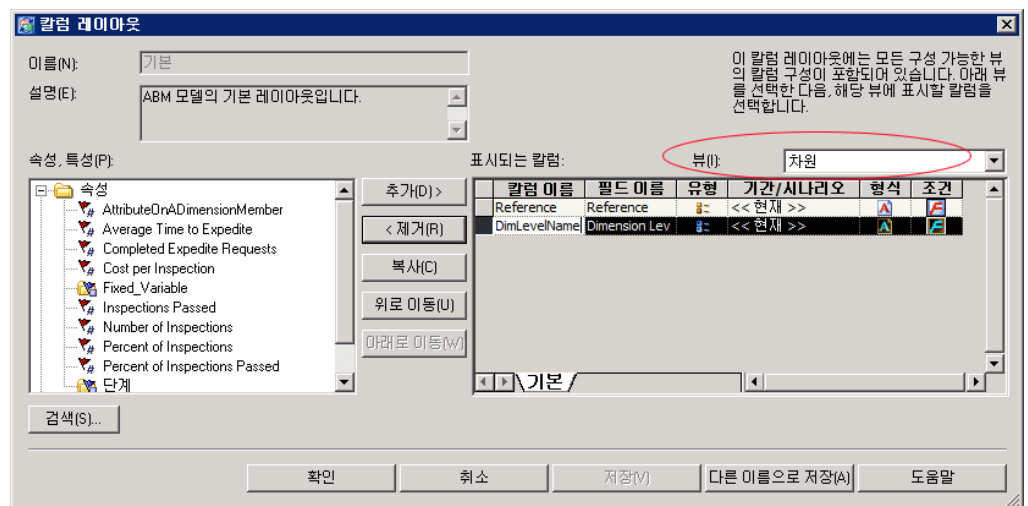 칼럼 레이아웃
이름(N):
기본
설명(E):
ABM 모델의 기본 레이아웃입니다.
이 칼럼 레이아웃에는 모든 구성 가능한 뷰
의 칼럼 구성이 포함되어 있습니다. 아래 뷰
를 선택한 다음, 해당 뷰에 표시할 칼럼을
선택합니다.
속성, 특성(P):
표시되는 칼럼:
뷰(I):
차원
속성
AttributeOnADimensionMember
Average Time to Expedite
Completed Expedite Requests
Cost per Inspection
Fixed_Variable
Inspections Passed
Number of Inspections
Percent of Inspections
Percent of Inspections Passed
단계
추가(D) >
< 제거(R)
복사(C)
위로 이동(U)
아래로 이동(W)
칼럼 이름 필드 이름 유형 기간/시나리오 형식 조건
Reference Reference << 현재 >> A F
DimLevelName Dimension Lev << 현재 >> A F
기본
검색(S)...
확인
취소
저장(V)
다른 이름으로 저장(A)
도움말